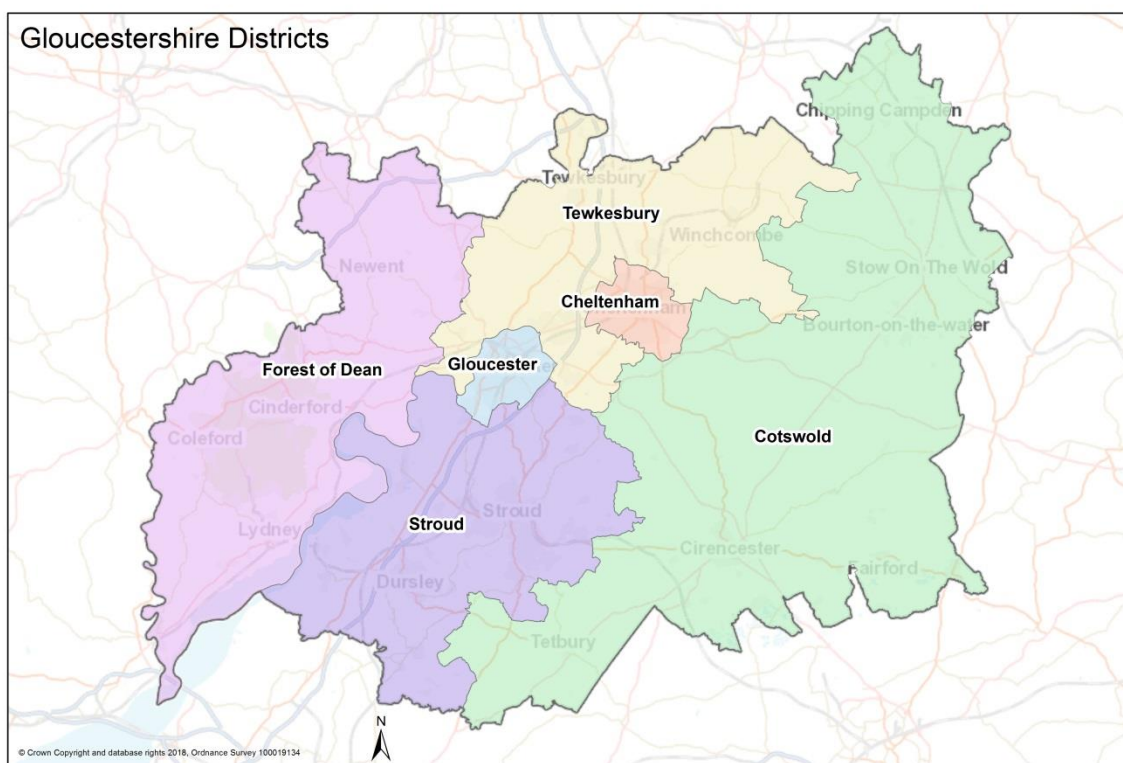 Gloucestershire Districts
Chipping Campden
Tewkesbury
Tewkesbury
Winchcombe
Newent
Stow On The Wold
Cheltenham
Bourton-on-the-water
Gloucester
Forest of Dean
Cinderford
Coleford
Cotswold
Stroud
Stroud
Lydney
Cirencester
Fairford
Dursley
Tetbury
N
© Crown Copyright and database rights 2018, Ordnance Survey 100019134